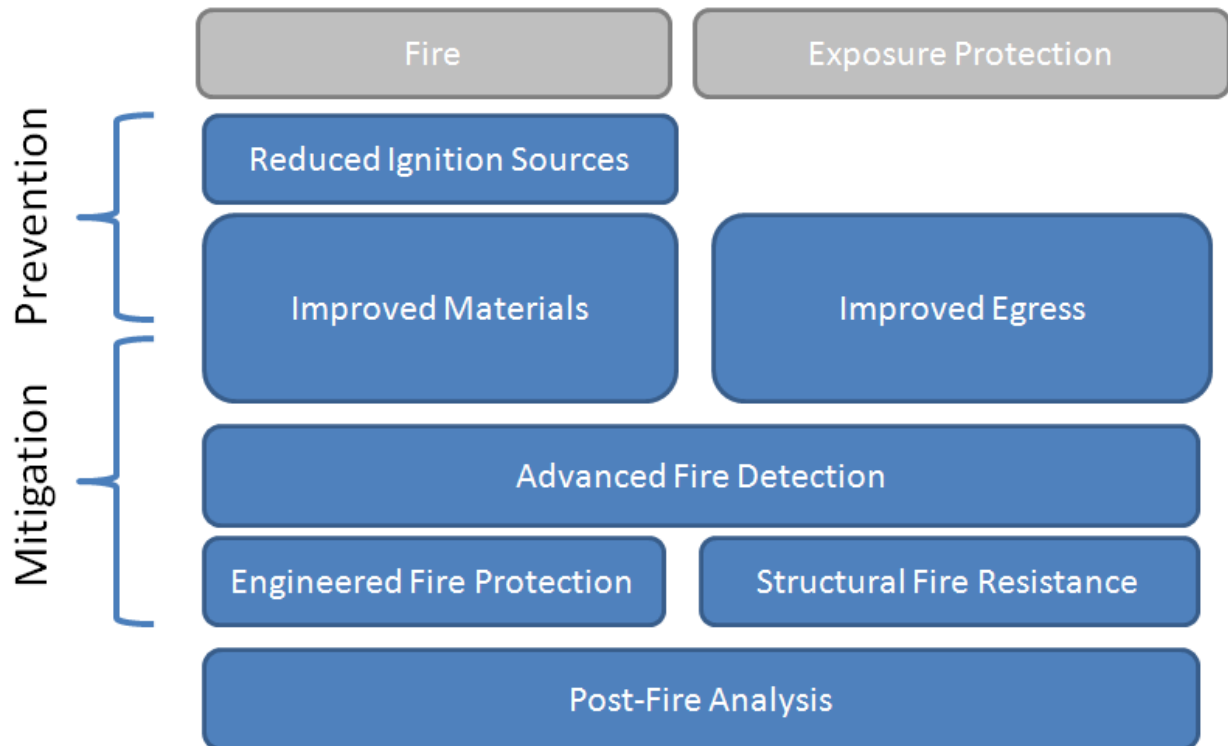 Fire
Exposure Protection
Prevention
Reduced Ignition Sources
Improved Materials
Improved Egress
Mitigation
Advanced Fire Detection
Engineered Fire Protection
Structural Fire Resistance
Post-Fire Analysis